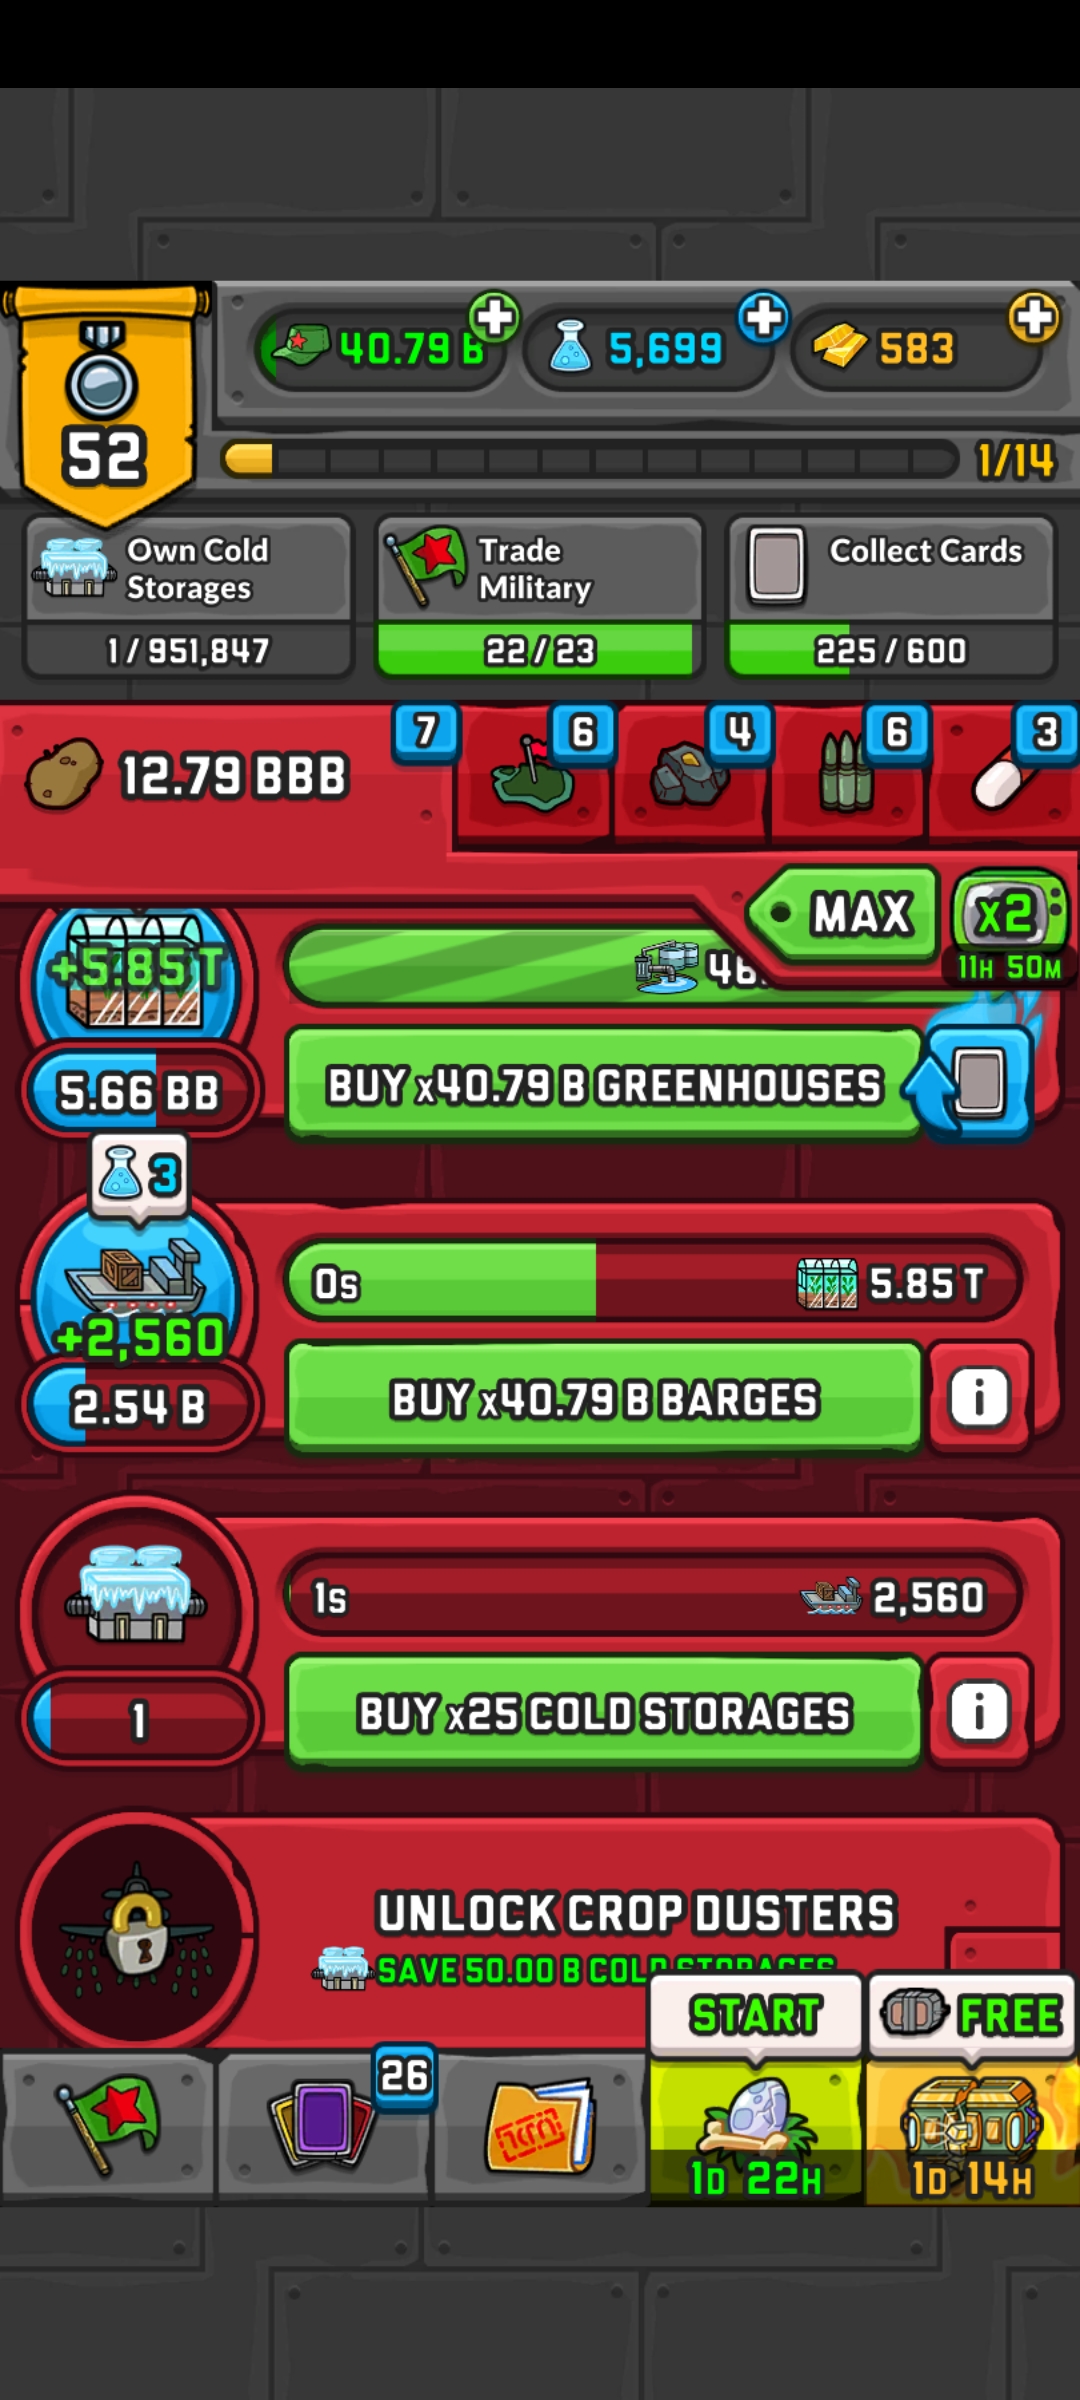 40.79 B
5,699
583
52
1/14
Own Cold
Storages
1 / 951,847
Trade
Military
22 / 23
Collect Cards
225 / 600
12.79 BBB
7
6
4
6
3
MAX
x2
11H 50M
+5.85 T
46.
5.66 BB
BUY x40.79 B GREENHOUSES
3
+2,560
0s
5.85 T
2.54 B
BUY x40.79 B BARGES
i
1s
2,560
1
BUY x25 COLD STORAGES
i
UNLOCK CROP DUSTERS
SAVE 50.00 B COLD STORAGES
START
FREE
26
1D 22H
1D 14H